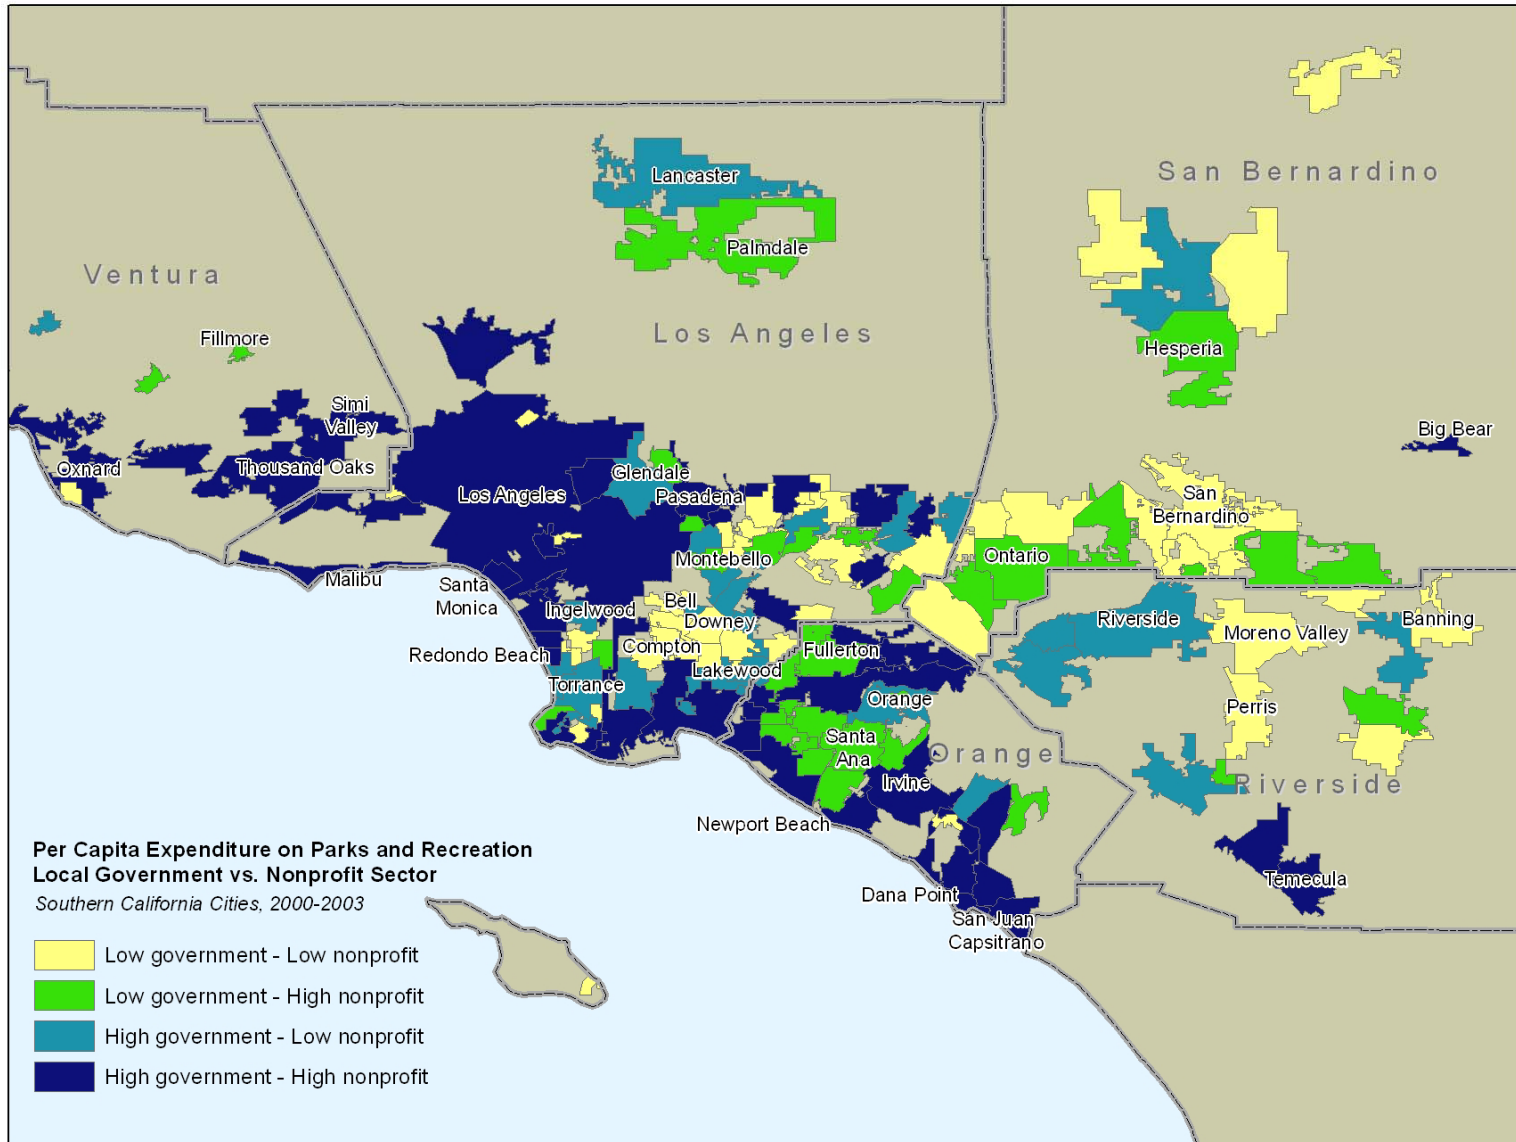 San Bernardino
Lancaster
Palmdale
Ventura
Los Angeles
Fillmore
Hesperia
Simi
Valley
Big Bear
Oxnard
Thousand Oaks
Glendale
Los Angeles
Pasadena
San
Bernardino
Montebello
Ontario
Malibu
Santa
Monica
Ingelwood
Bell
Downey
Riverside
Moreno Valley
Banning
Redondo Beach
Compton
Fullerton
Lakewood
Torrance
Orange
Perris
Santa
Ana
Orange
Irvine
Riverside
Newport Beach
Temecula
Dana Point
San Juan
Capsitrano
Per Capita Expenditure on Parks and Recreation
Local Government vs. Nonprofit Sector
Southern California Cities, 2000-2003
Low government - Low nonprofit
Low government - High nonprofit
High government - Low nonprofit
High government - High nonprofit